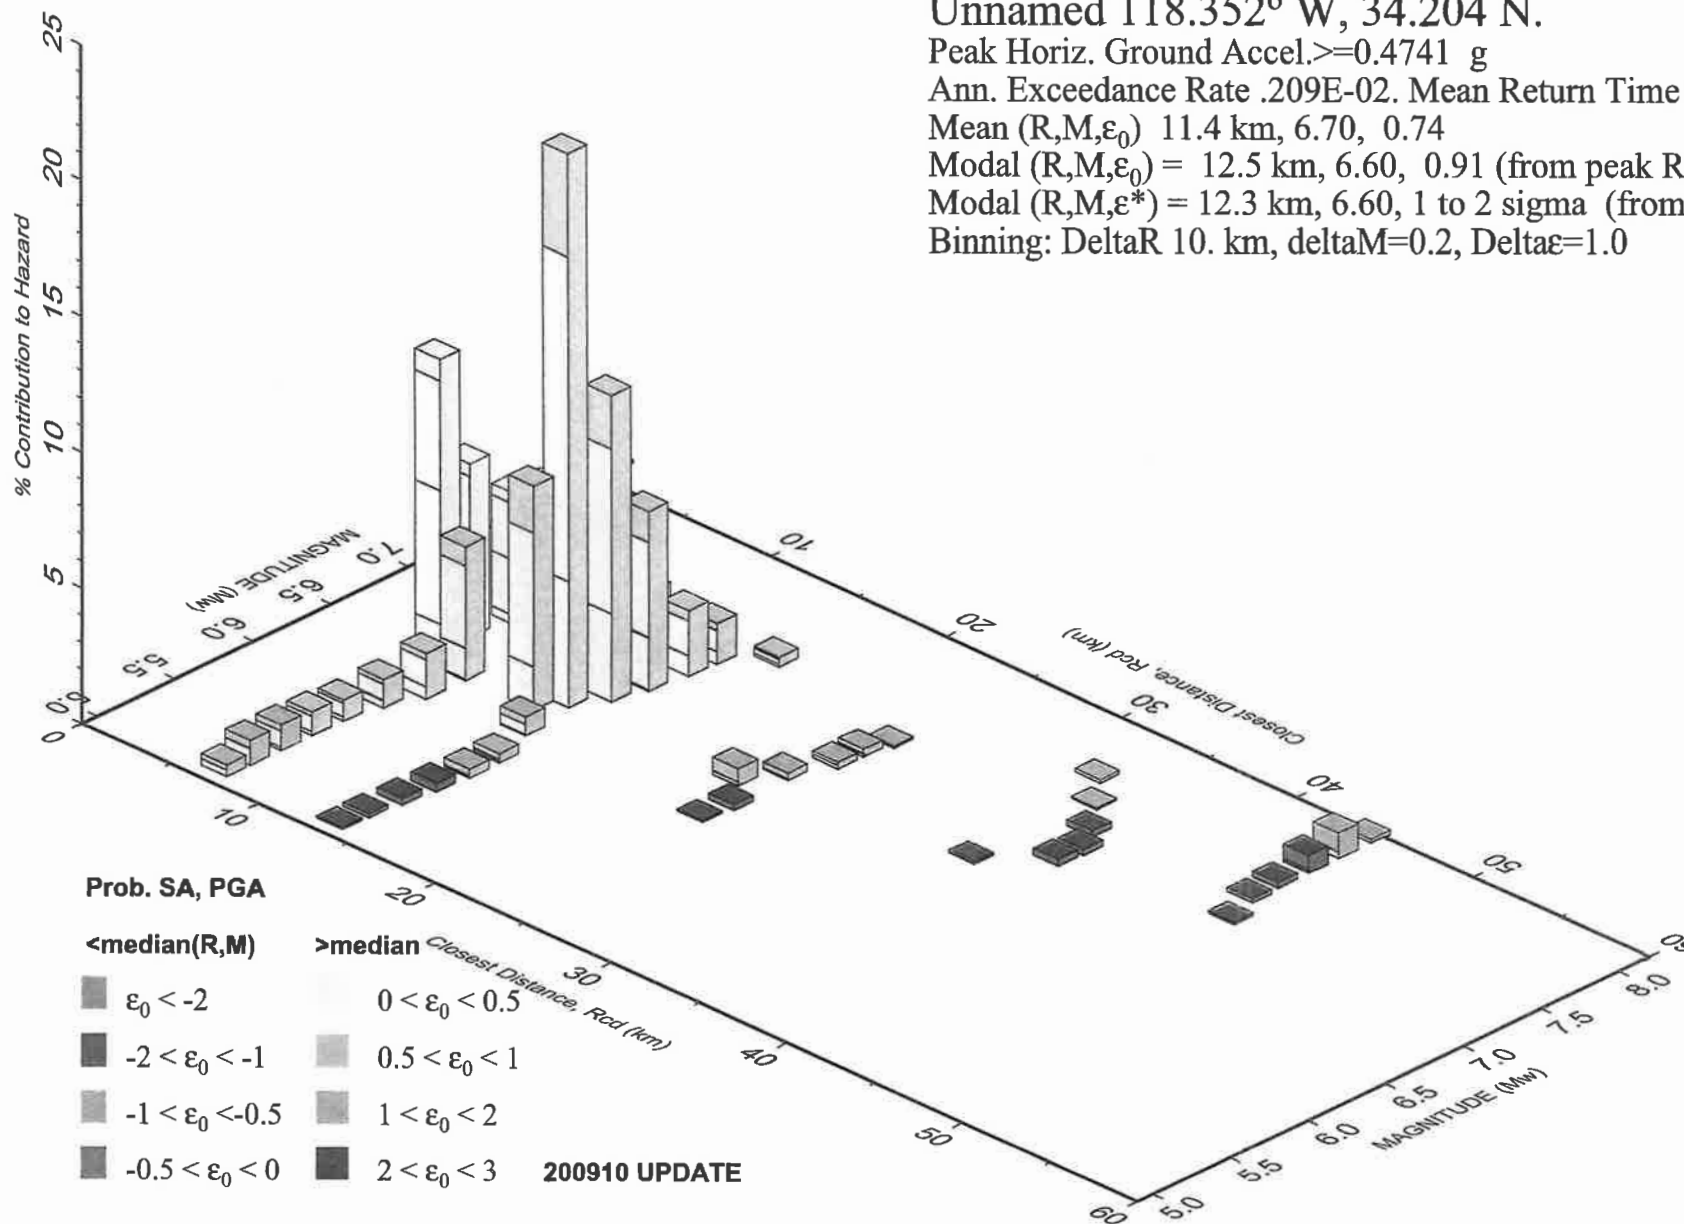 Unnamed 118.352° W, 34.204 N.
Peak Horiz. Ground Accel.>=0.4741 g
Ann. Exceedance Rate .209E-02. Mean Return Time
Mean (R,M,ε₀) 11.4 km, 6.70, 0.74
Modal (R,M,ε₀) = 12.5 km, 6.60, 0.91 (from peak R
Modal (R,M,ε*) = 12.3 km, 6.60, 1 to 2 sigma (from
Binning: DeltaR 10. km, deltaM=0.2, Deltaε=1.0
% Contribution to Hazard
25
20
15
10
5
0
MAGNITUDE (Mw)
5.0
5.5
6.0
6.5
7.0
Closest Distance, Rcd (km)
10
20
30
40
50
Closest Distance, Rcd (km)
10
20
30
40
50
60
MAGNITUDE (Mw)
5.0
5.5
6.0
6.5
7.0
7.5
8.0
Prob. SA, PGA
<median(R,M) >median
ε₀ < -2 0 < ε₀ < 0.5
-2 < ε₀ < -1 0.5 < ε₀ < 1
-1 < ε₀ <-0.5 1 < ε₀ < 2
-0.5 < ε₀ < 0 2 < ε₀ < 3
200910 UPDATE